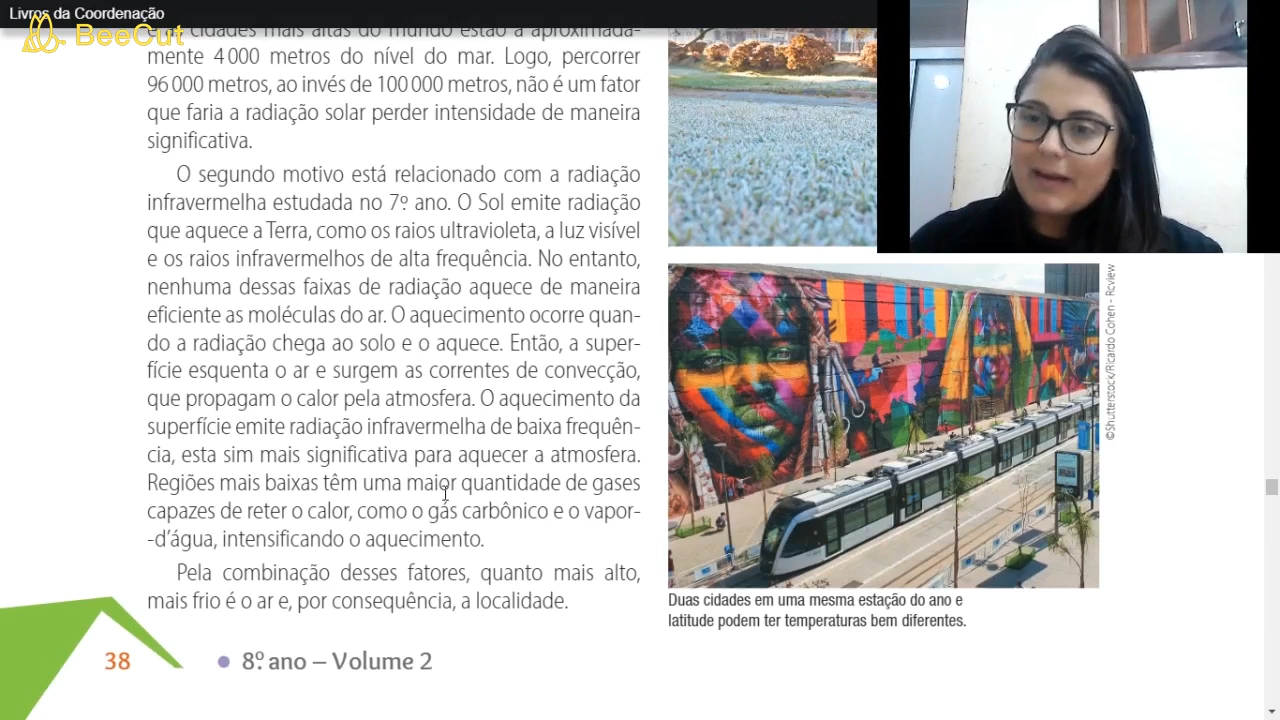 Livros da Coordenação
BeeCut
e as cidades mais altas do mundo estão a aproximada-
mente 4 000 metros do nível do mar. Logo, percorrer
96 000 metros, ao invés de 100 000 metros, não é um fator
que faria a radiação solar perder intensidade de maneira
significativa.
O segundo motivo está relacionado com a radiação
infravermelha estudada no 7º. ano. O Sol emite radiação
que aquece a Terra, como os raios ultravioleta, a luz visível
e os raios infravermelhos de alta frequência. No entanto,
nenhuma dessas faixas de radiação aquece de maneira
eficiente as moléculas do ar. O aquecimento ocorre quan-
do a radiação chega ao solo e o aquece. Então, a super-
fície esquenta o ar e surgem as correntes de convecção,
que propagam o calor pela atmosfera. O aquecimento da
superfície emite radiação infravermelha de baixa frequên-
cia, esta sim mais significativa para aquecer a atmosfera.
Regiões mais baixas têm uma maior quantidade de gases
capazes de reter o calor, como o gás carbônico e o vapor-
-d'água, intensificando o aquecimento.
Pela combinação desses fatores, quanto mais alto,
mais frio é o ar e, por consequência, a localidade.
©Shutterstock/Ricardo Cohen - Rcview
Duas cidades em uma mesma estação do ano e
latitude podem ter temperaturas bem diferentes.
38
8º. ano – Volume 2